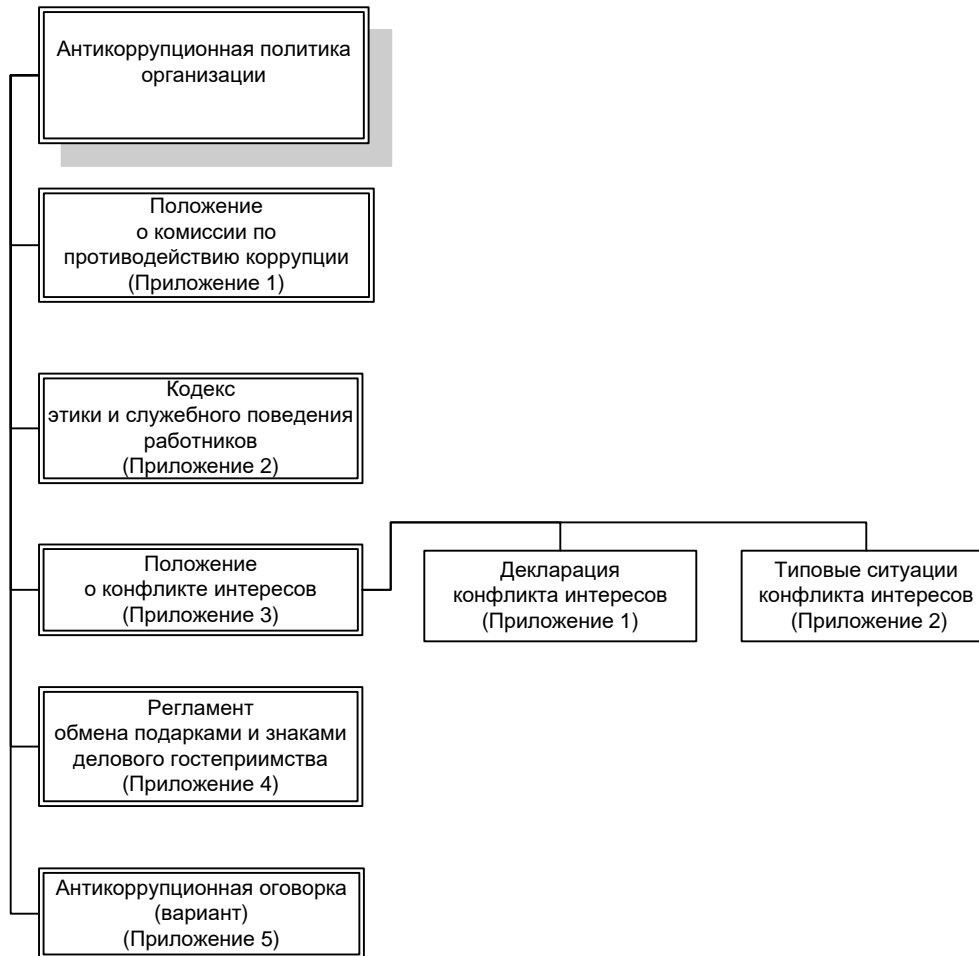 Антикоррупционная политика
организации
Положение
о комиссии по
противодействию коррупции
(Приложение 1)
Кодекс
этики и служебного поведения
работников
(Приложение 2)
Положение
о конфликте интересов
(Приложение 3)
Декларация
конфликта интересов
(Приложение 1)
Типовые ситуации
конфликта интересов
(Приложение 2)
Регламент
обмена подарками и знаками
делового гостеприимства
(Приложение 4)
Антикоррупционная оговорка
(вариант)
(Приложение 5)